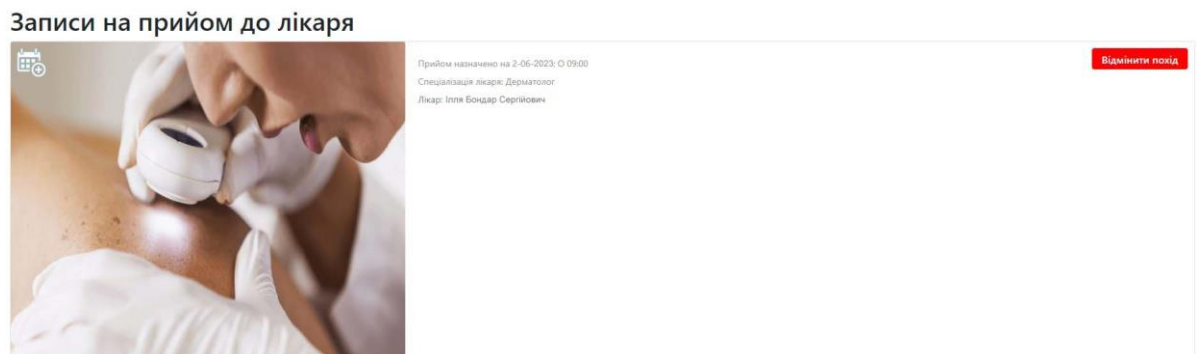 Записи на прийом до лікаря
Прийом назначено на 2-06-2023: О 09:00
Відмінити похід
Спеціалізація лікаря: Дерматолог
Лікар: Ілля Бондар Сергійович